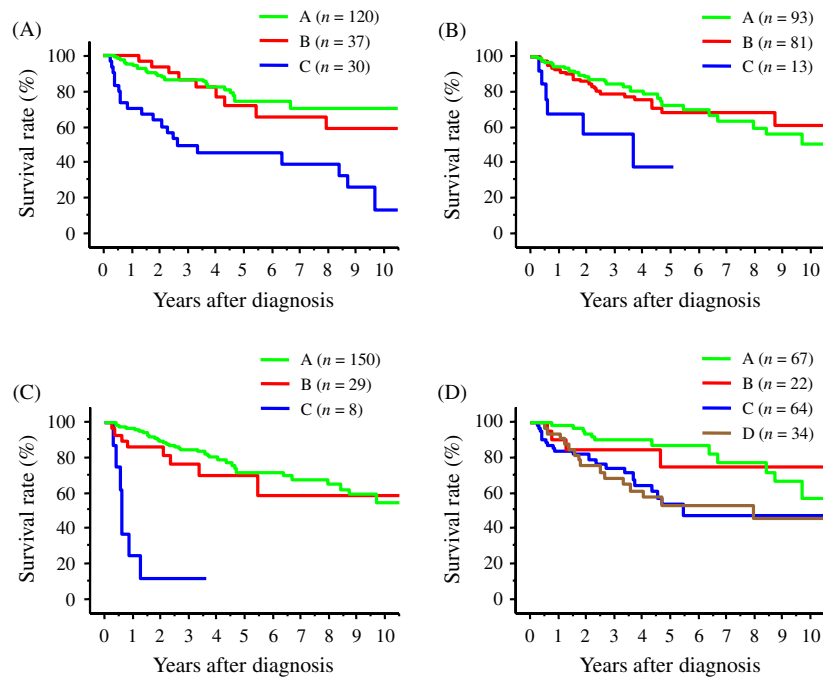 (A)
A (n = 120)
B (n = 37)
C (n = 30)
Survival rate (%)
100
80
60
40
20
0
0 1 2 3 4 5 6 7 8 9 10
Years after diagnosis
(B)
A (n = 93)
B (n = 81)
C (n = 13)
Survival rate (%)
100
80
60
40
20
0
0 1 2 3 4 5 6 7 8 9 10
Years after diagnosis
(C)
A (n = 150)
B (n = 29)
C (n = 8)
Survival rate (%)
100
80
60
40
20
0
0 1 2 3 4 5 6 7 8 9 10
Years after diagnosis
(D)
A (n = 67)
B (n = 22)
C (n = 64)
D (n = 34)
Survival rate (%)
100
80
60
40
20
0
0 1 2 3 4 5 6 7 8 9 10
Years after diagnosis